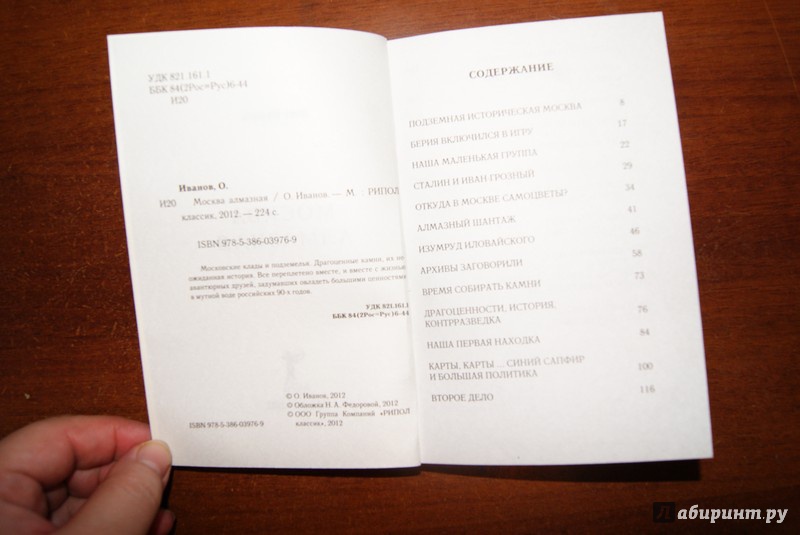 УДК 821.161.1
ББК 84(2Рос=Рус)6-44
И20
Иванов, О.
И20 Москва алмазная / О. Иванов. — М. РИПОЛ
классик, 2012. — 224 с.
ISBN 978-5-386-03976-9
Московские клады и подземелья. Драгоценные камни, их не
ожиданная история. Все переплетено вместе, и вместе с жизнью
авантюрных друзей, задумавших овладеть большими ценностями
в мутной воде российских 90-х годов.
УДК 821.161.1
ББК 84(2Рос=Рус)6-44
© О. Иванов, 2012
© Обложка Н. А. Федоровой, 2012
© ООО Группа Компаний «РИПОЛ
классик», 2012
ISBN 978-5-386-03976-9
СОДЕРЖАНИЕ
ПОДЗЕМНАЯ ИСТОРИЧЕСКАЯ МОСКВА 8
БЕРИЯ ВКЛЮЧИЛСЯ В ИГРУ 17
НАША МАЛЕНЬКАЯ ГРУППА 22
СТАЛИН И ИВАН ГРОЗНЫЙ 29
ОТКУДА В МОСКВЕ САМОЦВЕТЫ? 34
АЛМАЗНЫЙ ШАНТАЖ 41
ИЗУМРУД ИЛОВАЙСКОГО 46
АРХИВЫ ЗАГОВОРИЛИ 58
ВРЕМЯ СОБИРАТЬ КАМНИ 73
ДРАГОЦЕННОСТИ, ИСТОРИЯ,
КОНТРРАЗВЕДКА 76
НАША ПЕРВАЯ НАХОДКА 84
КАРТЫ, КАРТЫ... СИНИЙ САПФИР
И БОЛЬШАЯ ПОЛИТИКА 100
ВТОРОЕ ДЕЛО 116
Лабиринт.ру